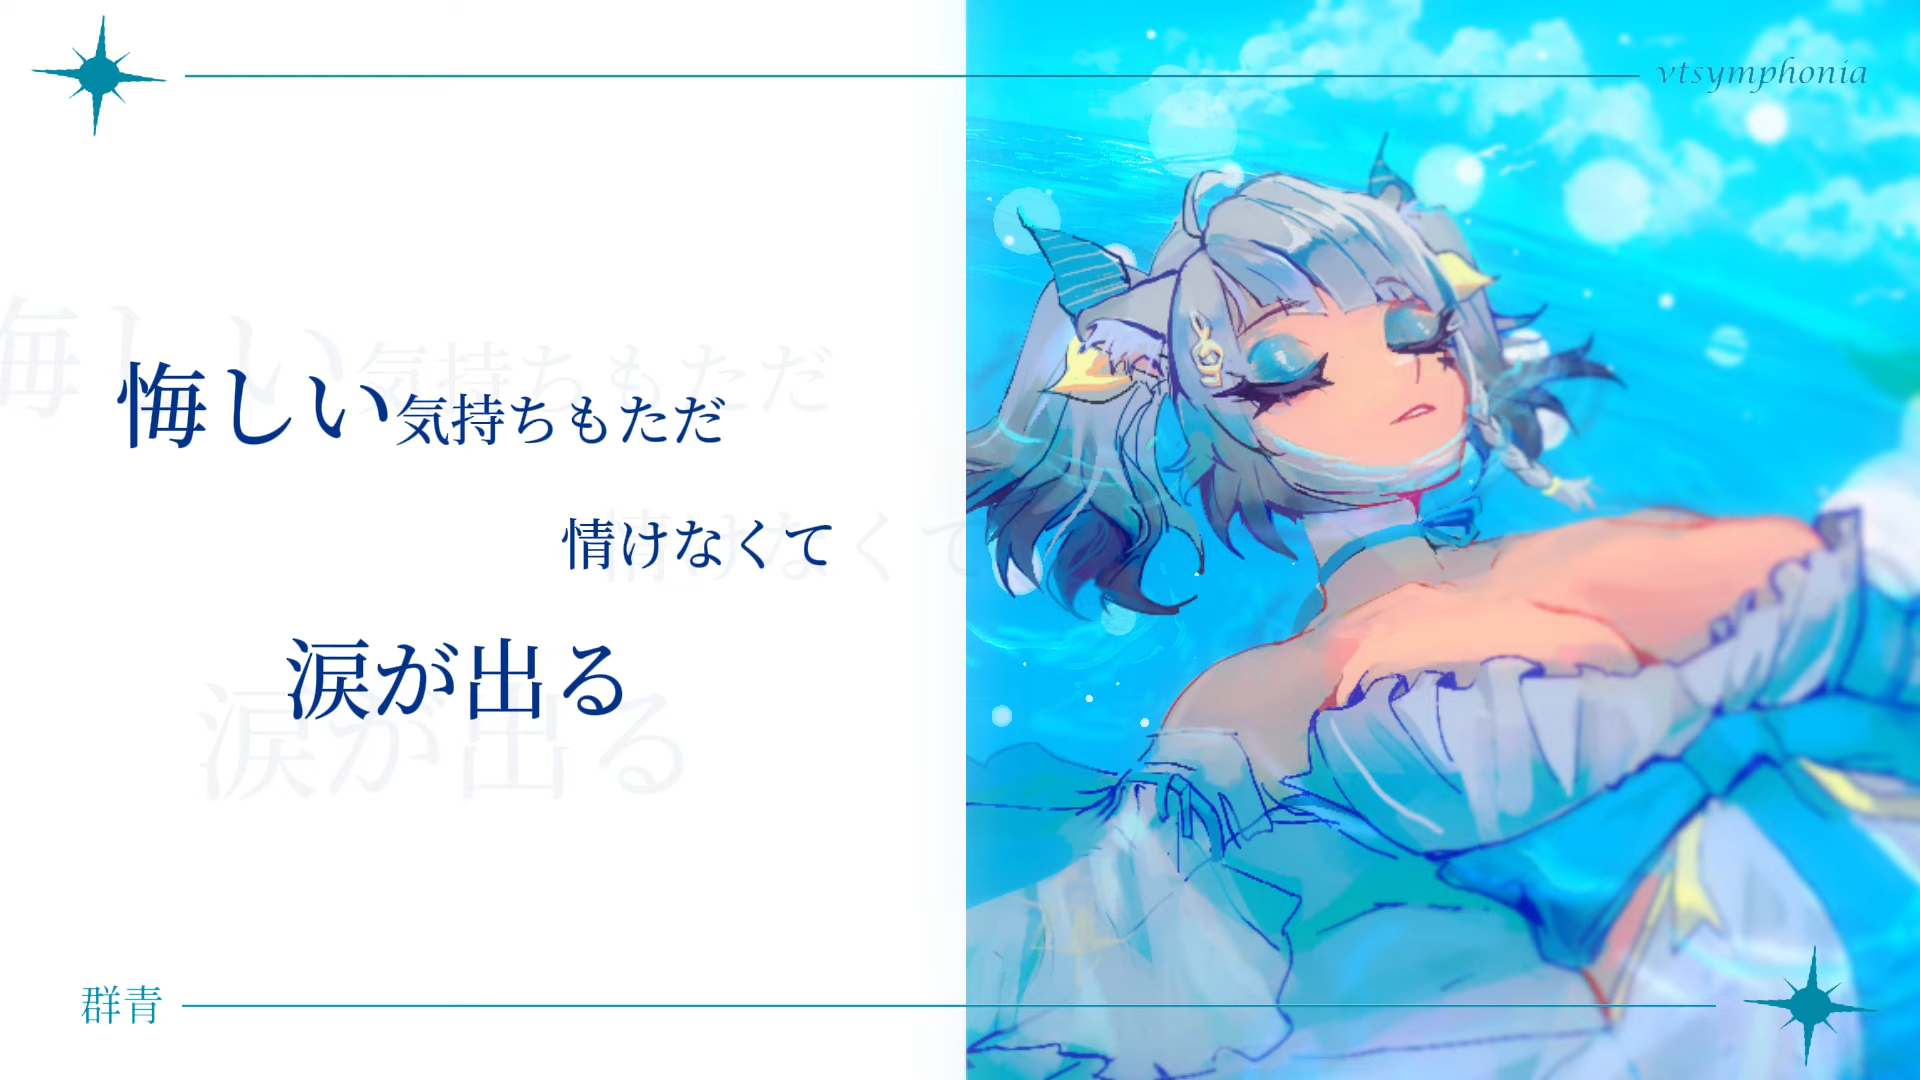 vtsymphonia
悔しい気持ちもただ
情けなくて
涙が出る
群青